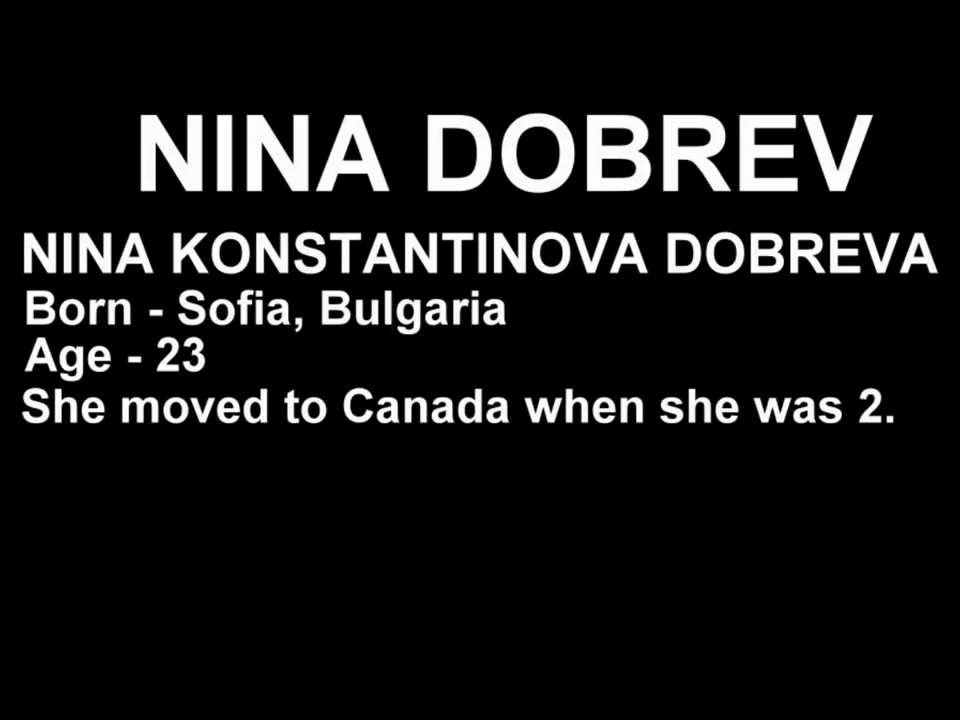 NINA DOBREV
NINA KONSTANTINOVA DOBREVA
Born - Sofia, Bulgaria
Age - 23
She moved to Canada when she was 2.